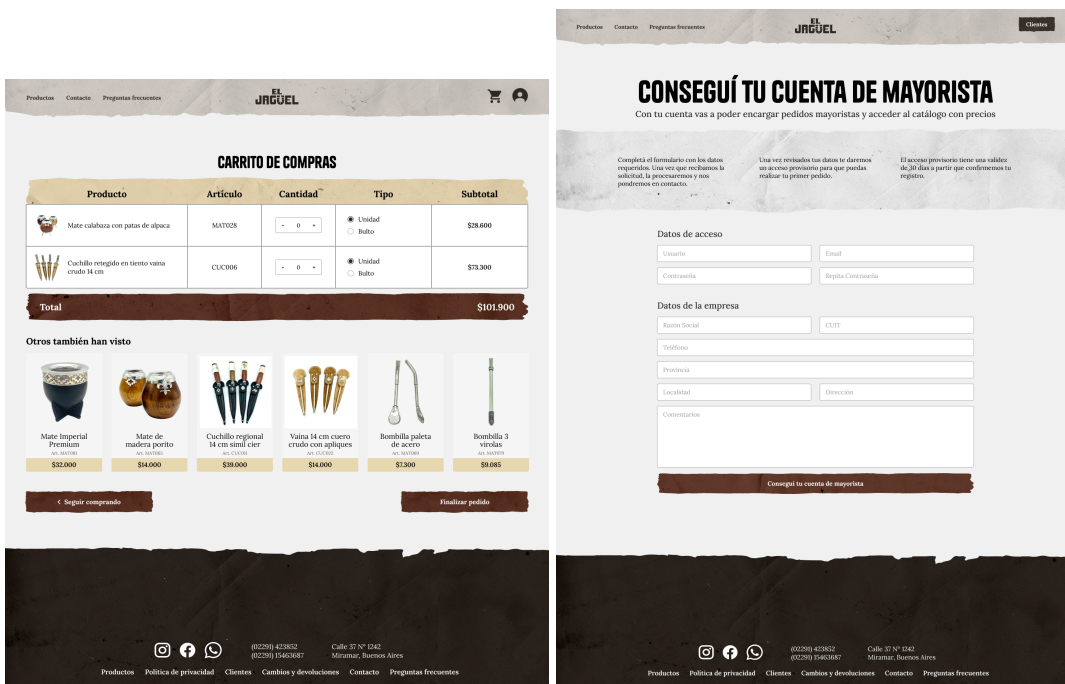 Productos Contacto Preguntas frecuentes
EL
JAGÜEL
CARRITO DE COMPRAS
Producto Artículo Cantidad Tipo Subtotal
Mate calabaza con patas de alpaca MAT028 - 0 + Unidad $28.600
Bulto
Cuchillo retegido en tiento vaina
crudo 14 cm
CUC006 - 0 + Unidad $73.300
Bulto
Total $101.900
Otros también han visto
Mate Imperial
Premium
Art. MAT081
$32.000
Mate de
madera porito
Art. MAT065
$14.000
Cuchillo regional
14 cm simil cier
$39.000
Vaina 14 cm cuero
crudo con apliques
Art. CUC022
$14.000
Bombilla paleta
de acero
Art. MAT069
$7.300
Bombilla 3
virolas
Art. MAT079
$9.085
< Seguir comprando
Finalizar pedido
(02291) 423852
(02291) 15463687
Calle 37 N° 1242
Miramar, Buenos Aires
Productos Política de privacidad Clientes Cambios y devoluciones Contacto Preguntas frecuentes
Productos Contacto Preguntas frecuentes
EL
JAGÜEL
Clientes
CONSEGUÍ TU CUENTA DE MAYORISTA
Con tu cuenta vas a poder encargar pedidos mayoristas y acceder al catálogo con precios
Completá el formulario con los datos
requeridos. Una vez que recibamos la
solicitud, la procesaremos y nos
pondremos en contacto.
Una vez revisados tus datos te daremos
un acceso provisorio para que puedas
realizar tu primer pedido.
El acceso provisorio tiene una validez
de 30 días a partir que confirmemos tu
registro.
Datos de acceso
Usuario Email
Contraseña Repita Contraseña
Datos de la empresa
Razón Social CUIT
Teléfono
Provincia
Localidad Dirección
Comentarios
Conseguí tu cuenta de mayorista
(02291) 423852
(02291) 15463687
Calle 37 N° 1242
Miramar, Buenos Aires
Productos Política de privacidad Clientes Cambios y devoluciones Contacto Preguntas frecuentes